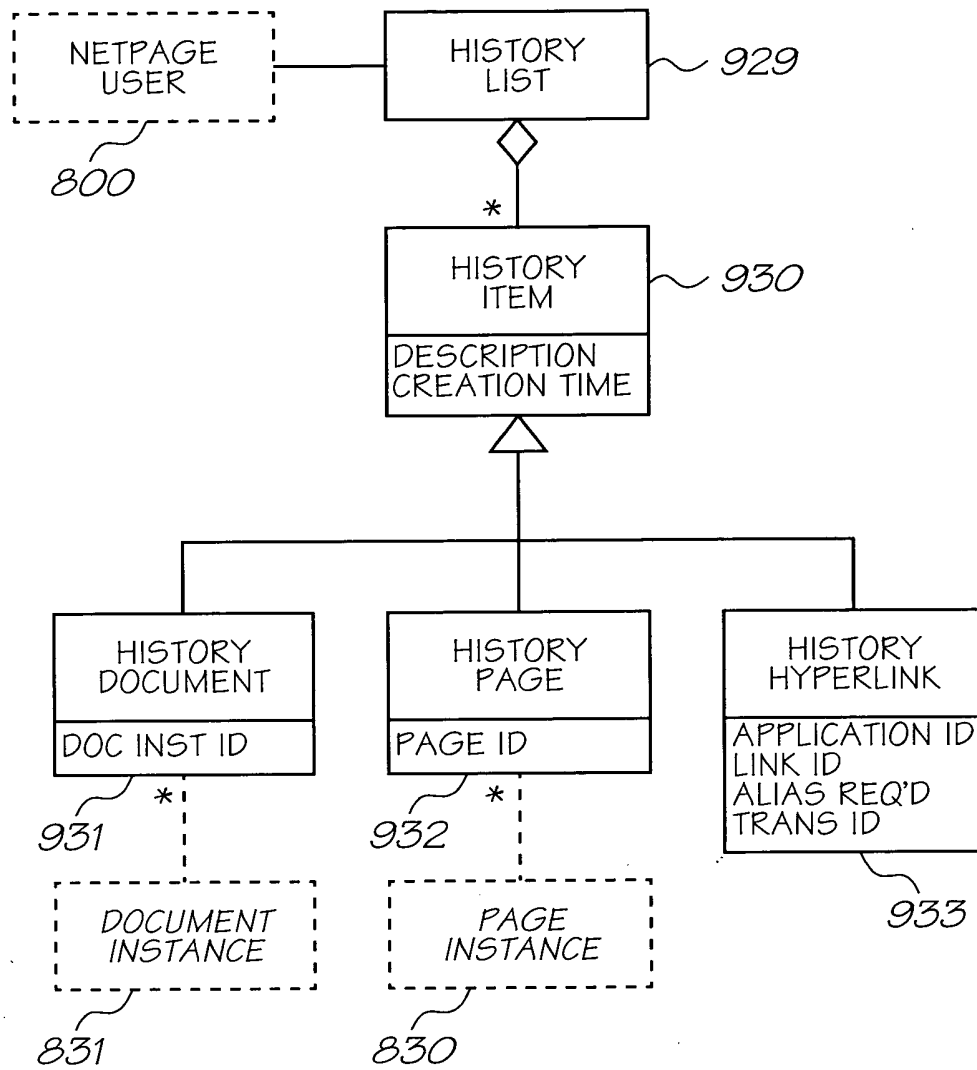 NETPAGE
USER
800
HISTORY
LIST
929
*
HISTORY
ITEM
930
DESCRIPTION
CREATION TIME
HISTORY
DOCUMENT
DOC INST ID
931
*
HISTORY
PAGE
PAGE ID
932
*
HISTORY
HYPERLINK
APPLICATION ID
LINK ID
ALIAS REQ'D
TRANS ID
933
DOCUMENT
INSTANCE
831
PAGE
INSTANCE
830